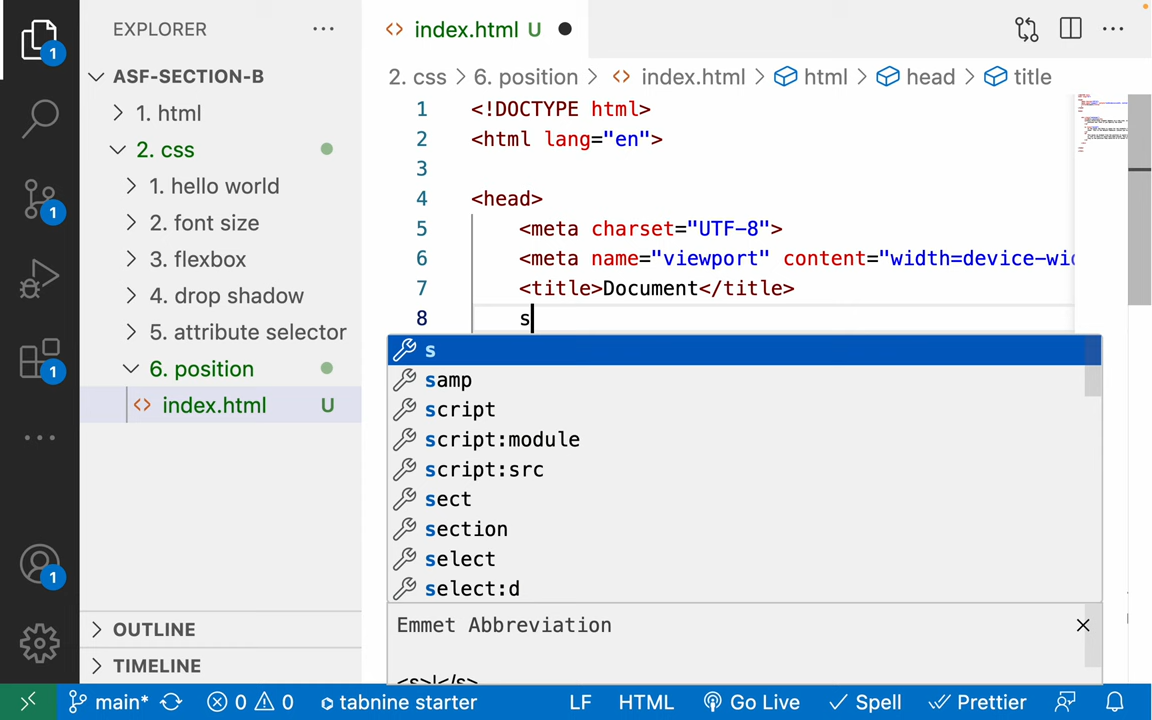 EXPLORER
ASF-SECTION-B
1. html
2. css
1. hello world
2. font size
3. flexbox
4. drop shadow
5. attribute selector
6. position
index.html U
OUTLINE
TIMELINE
1
1
1
1
index.html U
2. css > 6. position > index.html > html > head > title
1 <!DOCTYPE html>
2 <html lang="en">
3
4 <head>
5 <meta charset="UTF-8">
6 <meta name="viewport" content="width=device-wid
7 <title>Document</title>
8 s
s
samp
script
script:module
script:src
sect
section
select
select:d
Emmet Abbreviation
<s>|</s>
main* 0 0 tabnine starter LF HTML Go Live Spell Prettier